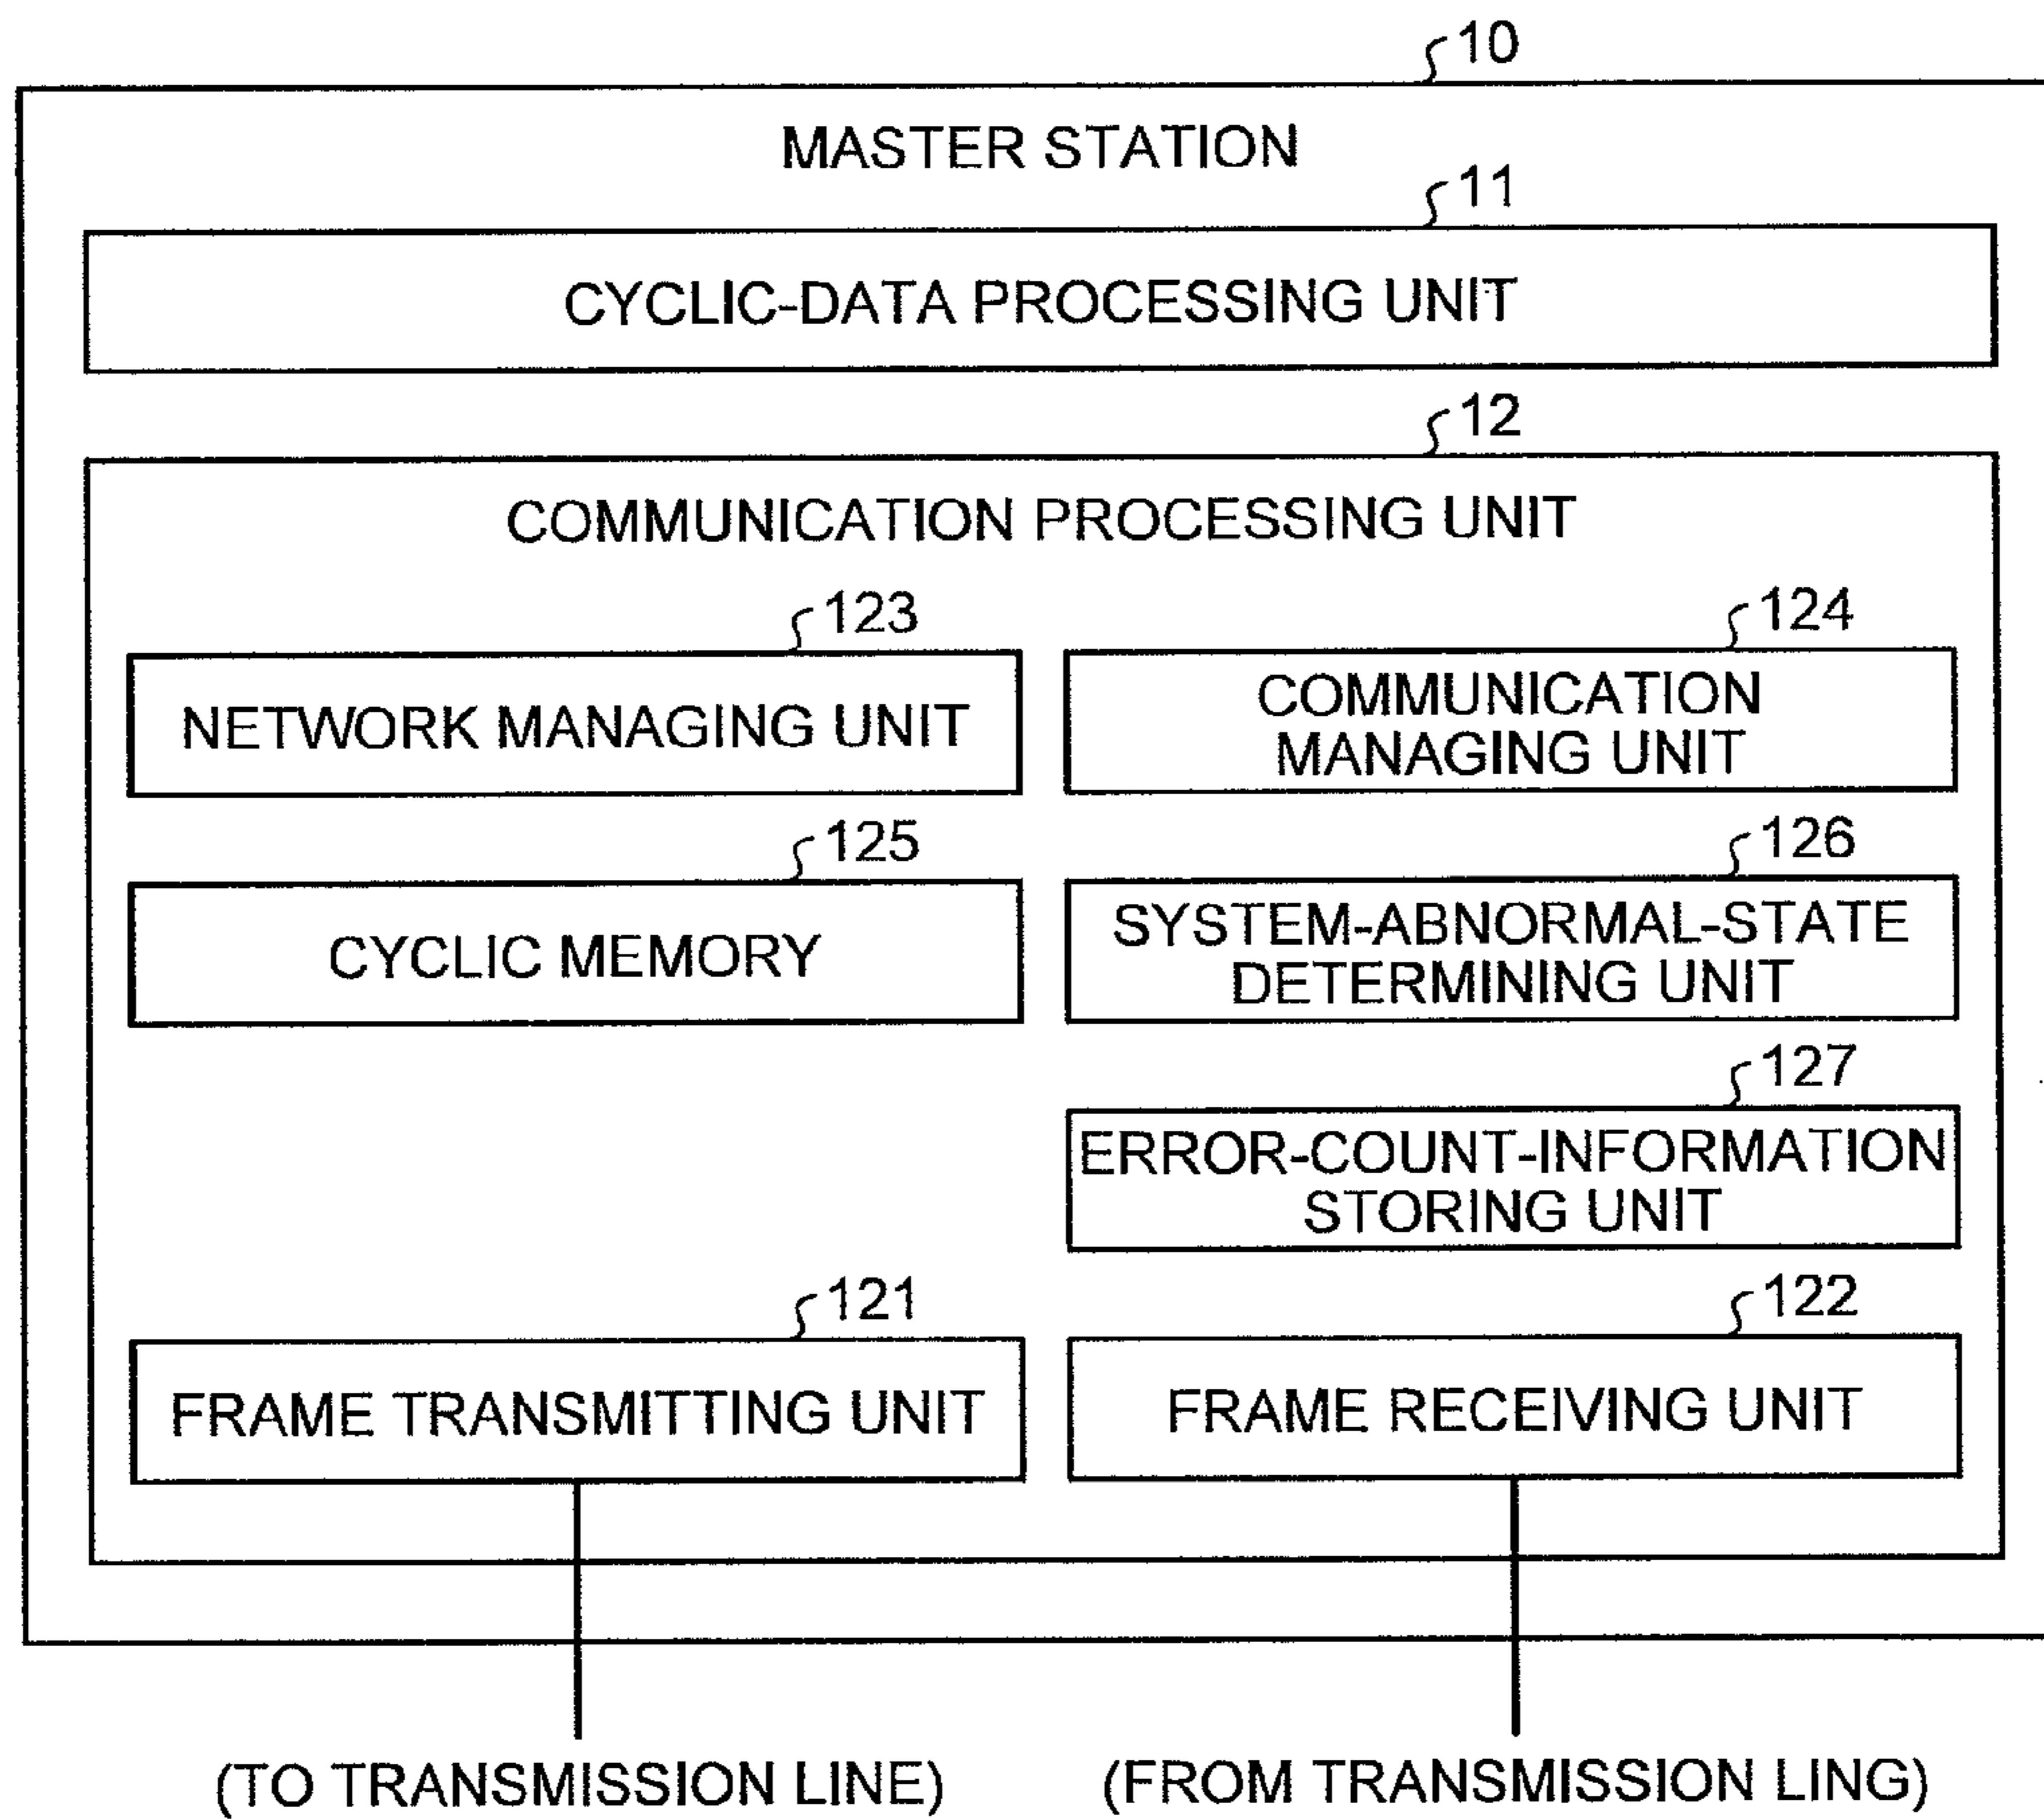 10
MASTER STATION
11
CYCLIC-DATA PROCESSING UNIT
12
COMMUNICATION PROCESSING UNIT
123
NETWORK MANAGING UNIT
124
COMMUNICATION
MANAGING UNIT
125
CYCLIC MEMORY
126
SYSTEM-ABNORMAL-STATE
DETERMINING UNIT
127
ERROR-COUNT-INFORMATION
STORING UNIT
121
FRAME TRANSMITTING UNIT
122
FRAME RECEIVING UNIT
(TO TRANSMISSION LINE)
(FROM TRANSMISSION LING)